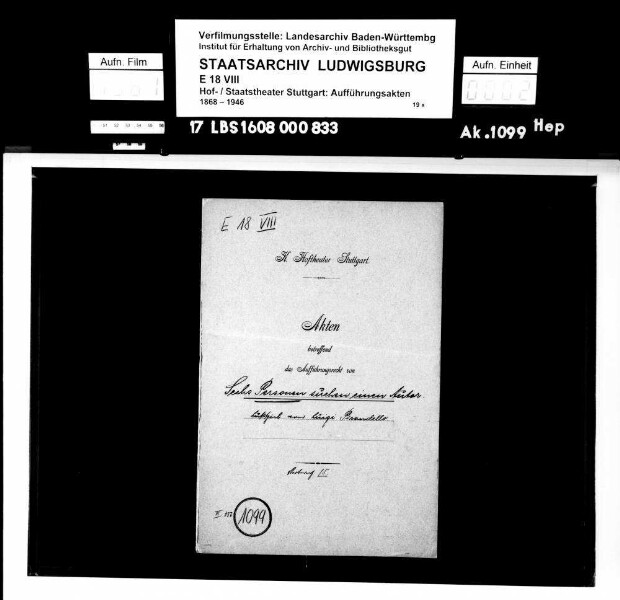 Verfilmungsstelle: Landesarchiv Baden-Württembg
Institut für Erhaltung von Archiv- und Bibliotheksgut
STAATSARCHIV LUDWIGSBURG
E 18 VIII
Hof- / Staatstheater Stuttgart: Aufführungsakten
1868 – 1946
19 x
Aufn. Film
Aufn. Einheit
0002
17 LBS1608 000 833
Ak.1099 Hep
E 18 VIII
K. Hoftheater Stuttgart
Akten
betreffend
das Aufführungsrecht von
Sechs Personen suchen einen Autor
von Luigi Pirandello
1099